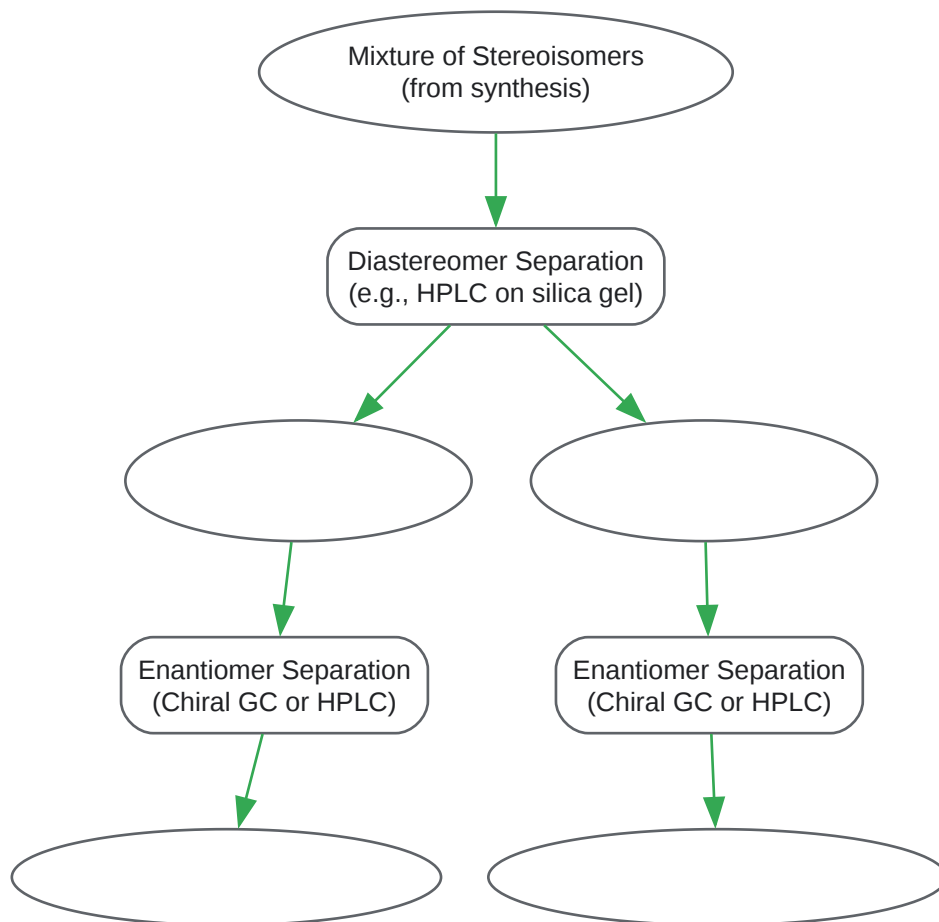 Mixture of Stereoisomers
(from synthesis)
Diastereomer Separation
(e.g., HPLC on silica gel)
Enantiomer Separation
(Chiral GC or HPLC)
Enantiomer Separation
(Chiral GC or HPLC)